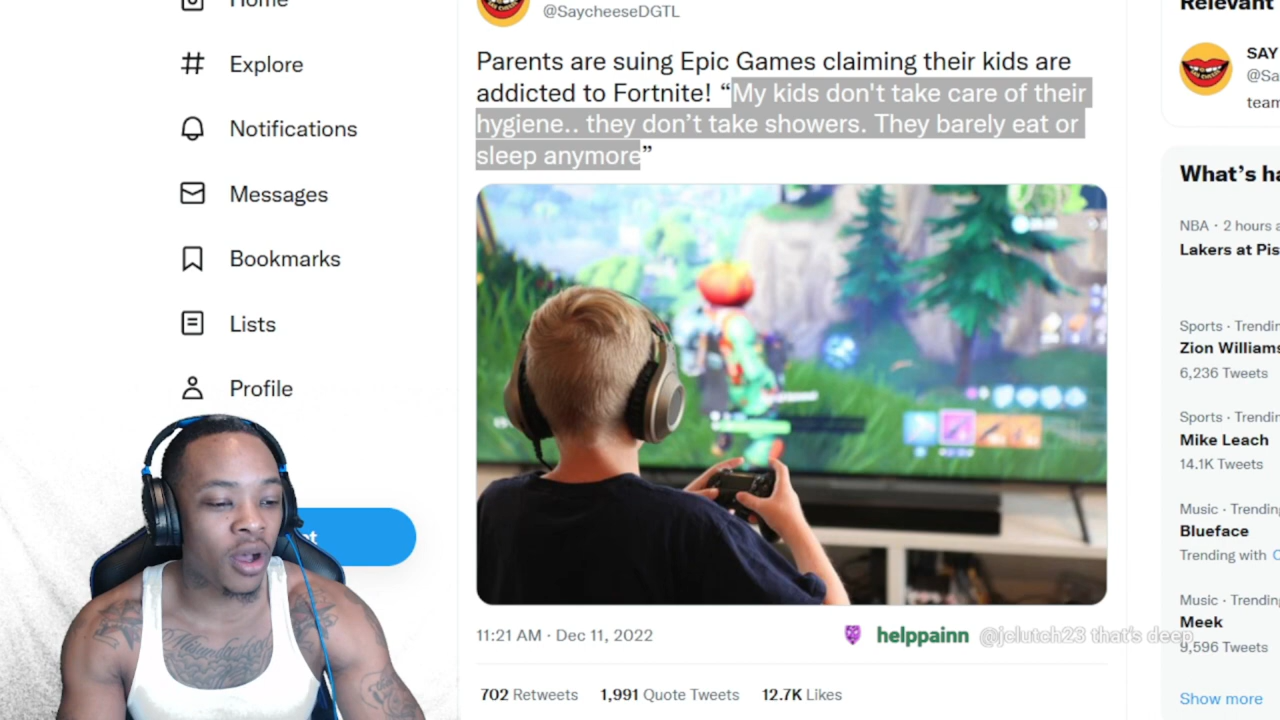 Home
Explore
Notifications
Messages
Bookmarks
Lists
Profile
@SaycheeseDGTL
Parents are suing Epic Games claiming their kids are
addicted to Fortnite! “My kids don't take care of their
hygiene.. they don’t take showers. They barely eat or
sleep anymore”
11:21 AM · Dec 11, 2022
helppainn @jclutch23 that's deep
702 Retweets 1,991 Quote Tweets 12.7K Likes
Relevant
SAY
@Sa
team
What’s ha
NBA · 2 hours a
Lakers at Pis
Sports · Trendin
Zion Williams
6,236 Tweets
Sports · Trendin
Mike Leach
14.1K Tweets
Music · Trending
Blueface
Trending with
Music · Trending
Meek
9,596 Tweets
Show more